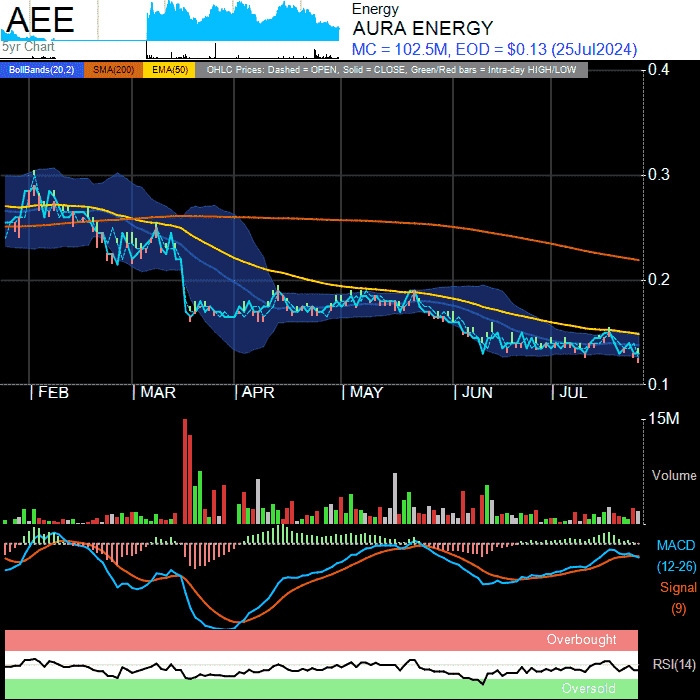 AEE
5yr Chart
Energy
AURA ENERGY
MC = 102.5M, EOD = $0.13 (25Jul2024)
BollBands(20,2) SMA(200) EMA(50) OHLC Prices: Dashed = OPEN, Solid = CLOSE, Green/Red bars = Intra-day HIGH/LOW
0.4
0.3
0.2
0.1
| FEB | MAR | APR | MAY | JUN | JUL
15M
Volume
MACD
(12-26)
Signal
(9)
Overbought
RSI(14)
Oversold